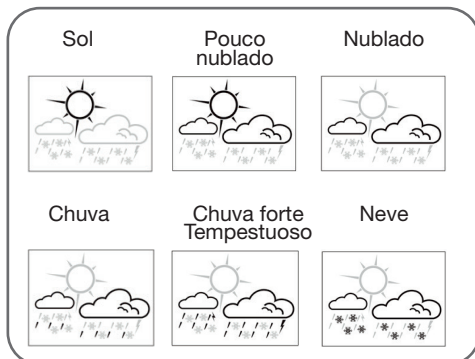 Sol
Pouco
nublado
Nublado
Chuva
Chuva forte
Tempestuoso
Neve